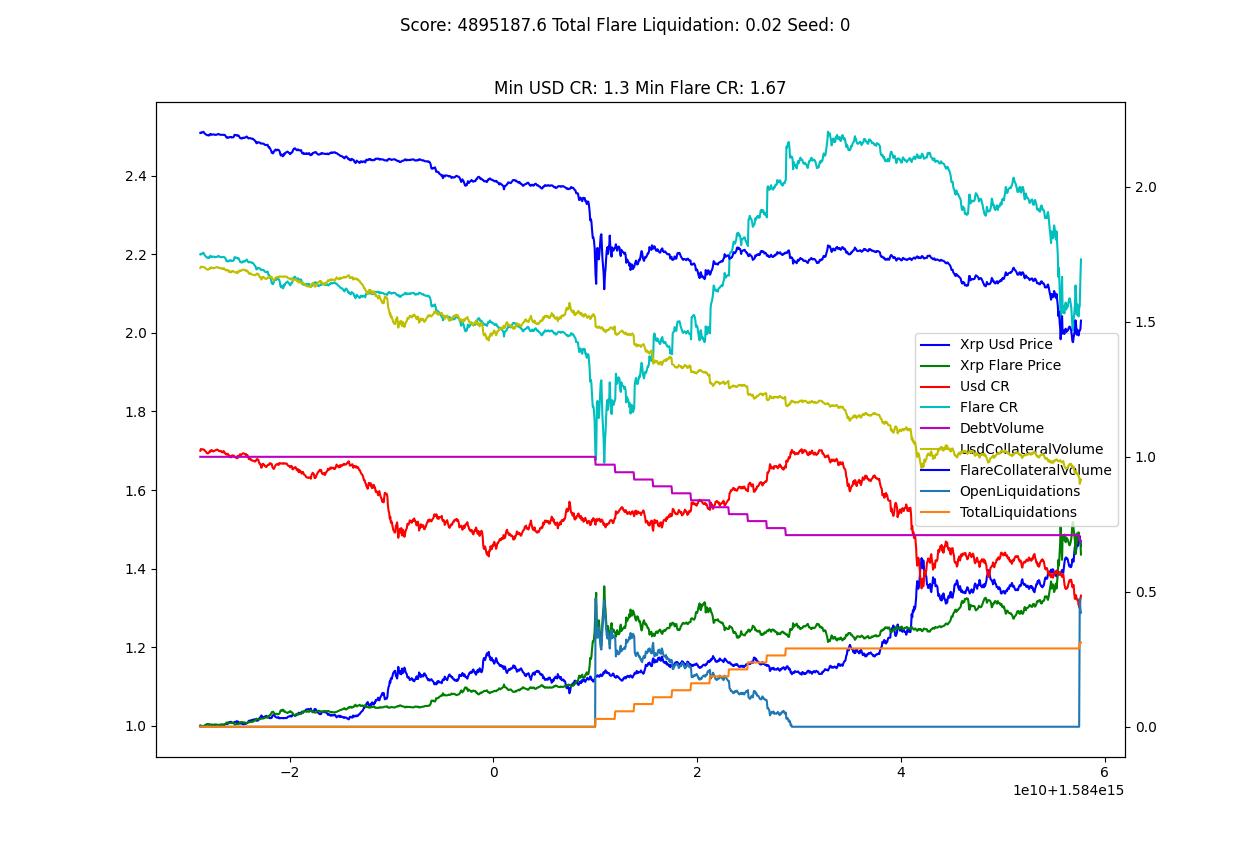 Score: 4895187.6 Total Flare Liquidation: 0.02 Seed: 0
Min USD CR: 1.3 Min Flare CR: 1.67
2.4
2.2
2.0
1.8
1.6
1.4
1.2
1.0
2.0
1.5
1.0
0.5
0.0
Xrp Usd Price
Xrp Flare Price
Usd CR
Flare CR
DebtVolume
UsdCollateralVolume
FlareCollateralVolume
OpenLiquidations
TotalLiquidations
−2 0 2 4 6
1e10+1.584e15